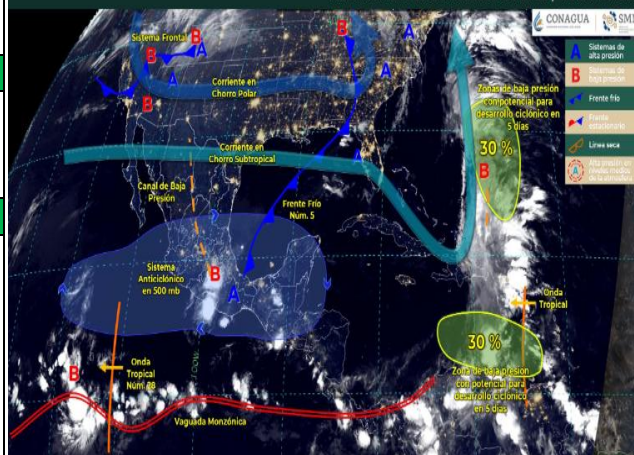 CONAGUA
SMN
Sistemas de
alta presión
Sistemas de
baja presión
Frente frío
Frente
estacionario
Línea seca
Alta presión en
niveles medios
de la atmósfera
A
B
A
Sistema Frontal
B
B
A
A
B
B
A
A
Corriente en
Chorro Polar
Zonas de baja presión
con potencial para
desarrollo ciclónico en
5 días
30 %
B
Corriente en
Chorro Subtropical
A
Canal de Baja
Presión
Frente Frío
Núm. 5
Sistema
Anticiclónico
en 500 mb
B
A
Onda
Tropical
30 %
Zona de baja presión
con potencial para
desarrollo ciclónico
en 5 días
100W
B
Onda
Tropical
Núm. 28
Vaguada Monzónica